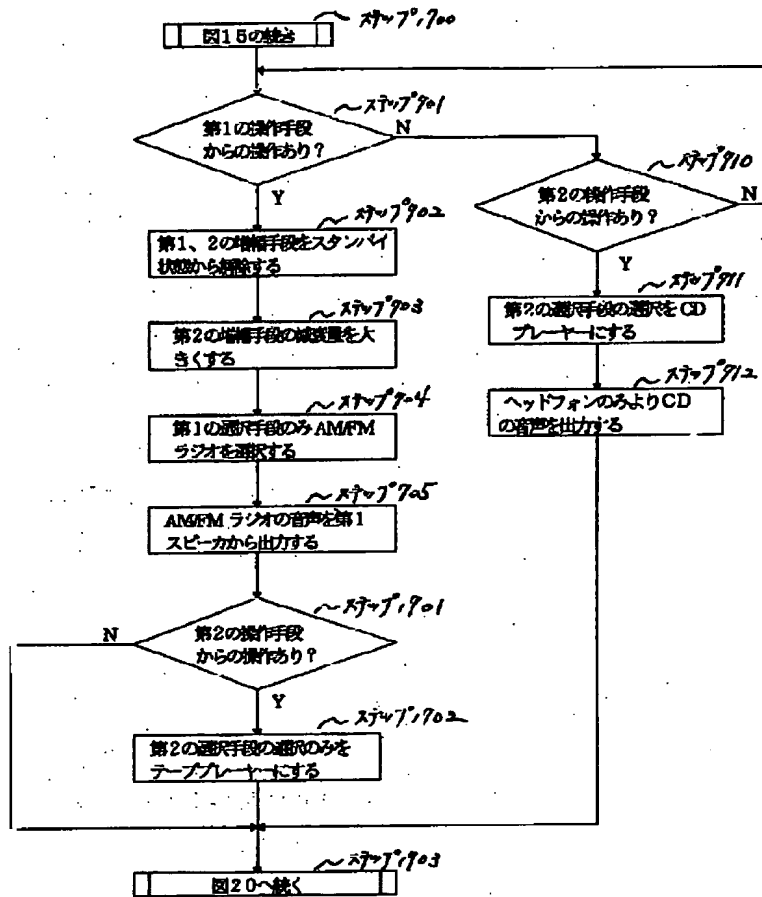 ステップ1700
図15の続き
ステップ901
第1の操作手段
からの操作あり?
N
Y
ステップ910
第2の操作手段
からの操作あり?
N
Y
ステップ902
第1、2の増幅手段をスタンバイ
状態から解除する
ステップ911
第2の選択手段の選択をCD
プレーヤーにする
ステップ903
第2の増幅手段の減衰量を大
きくする
ステップ912
ヘッドフォンのみよりCD
の音声を出力する
ステップ904
第1の選択手段のみAM/FM
ラジオを選択する
ステップ905
AM/FMラジオの音声を第1
スピーカから出力する
ステップ1701
第2の操作手段
からの操作あり?
N
Y
ステップ1702
第2の選択手段の選択のみを
テーププレーヤーにする
ステップ1703
図20へ続く